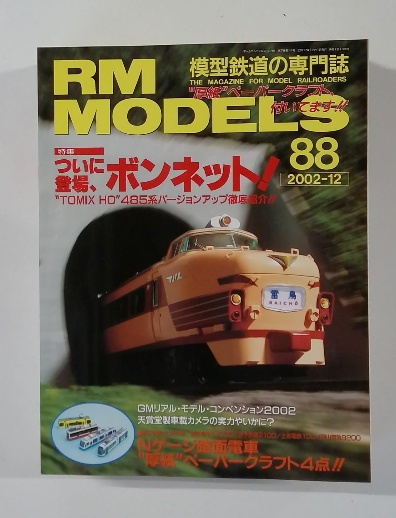 RM
MODELS
模型鉄道の専門誌
THE MAGAZINE FOR MODEL RAILROADERS
"厚紙"ペーパークラフト、
付いてます!!
88
2002-12
特集
ついに
登場、ボンネット!
"TOMIX HO"485系バージョンアップ徹底紹介!!
雷鳥
RAICHŌ
GMリアル・モデル・コンベンション2002
天賞堂製車載カメラの実力やいかに?
Nゲージ路面電車
"厚紙"ペーパークラフト4点!!